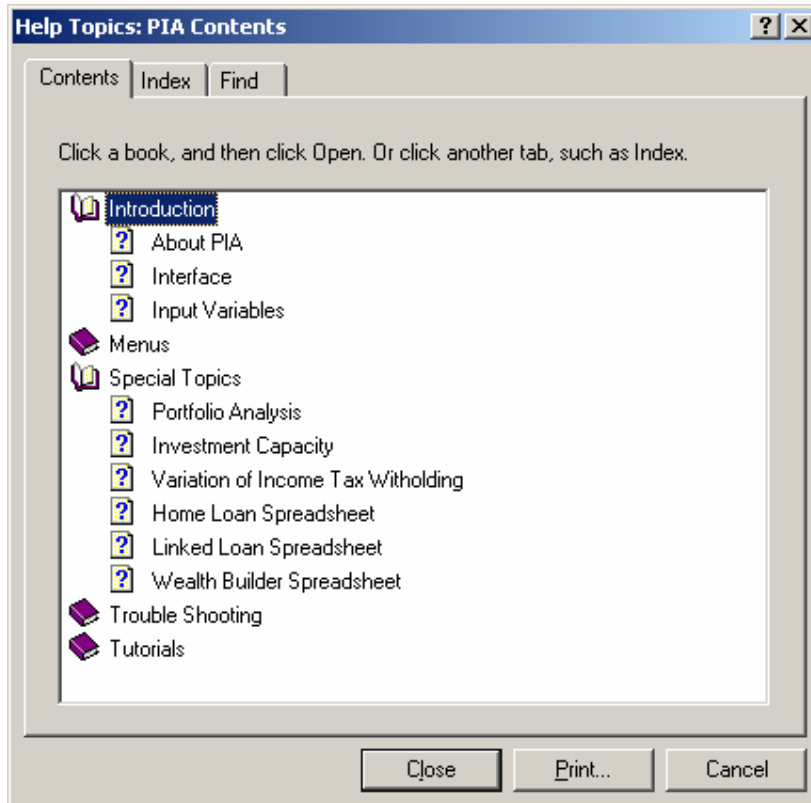 Help Topics: PIA Contents
Contents Index Find
Click a book, and then click Open. Or click another tab, such as Index.
Introduction
About PIA
Interface
Input Variables
Menus
Special Topics
Portfolio Analysis
Investment Capacity
Variation of Income Tax Witholding
Home Loan Spreadsheet
Linked Loan Spreadsheet
Wealth Builder Spreadsheet
Trouble Shooting
Tutorials
Close Print... Cancel